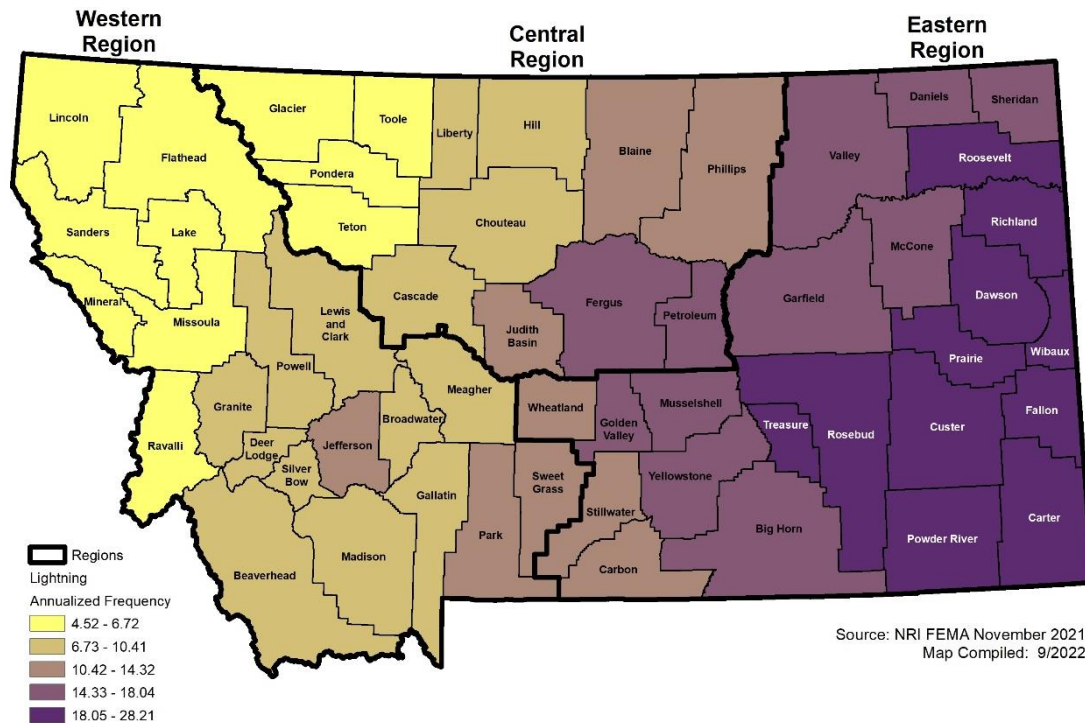 Western
Region
Central
Region
Eastern
Region
Lincoln
Flathead
Glacier
Toole
Liberty
Hill
Blaine
Phillips
Valley
Daniels
Sheridan
Roosevelt
Pondera
Teton
Chouteau
Richland
Sanders
Lake
McCone
Mineral
Missoula
Lewis
and
Clark
Cascade
Judith
Basin
Fergus
Petroleum
Garfield
Dawson
Prairie
Wibaux
Powell
Granite
Meagher
Wheatland
Golden
Valley
Musselshell
Treasure
Rosebud
Custer
Fallon
Ravalli
Deer
Lodge
Silver
Bow
Jefferson
Broadwater
Gallatin
Sweet
Grass
Stillwater
Yellowstone
Big Horn
Powder River
Carter
Beaverhead
Madison
Park
Carbon
Regions
Lightning
Annualized Frequency
4.52 - 6.72
6.73 - 10.41
10.42 - 14.32
14.33 - 18.04
18.05 - 28.21
Source: NRI FEMA November 2021
Map Compiled: 9/2022